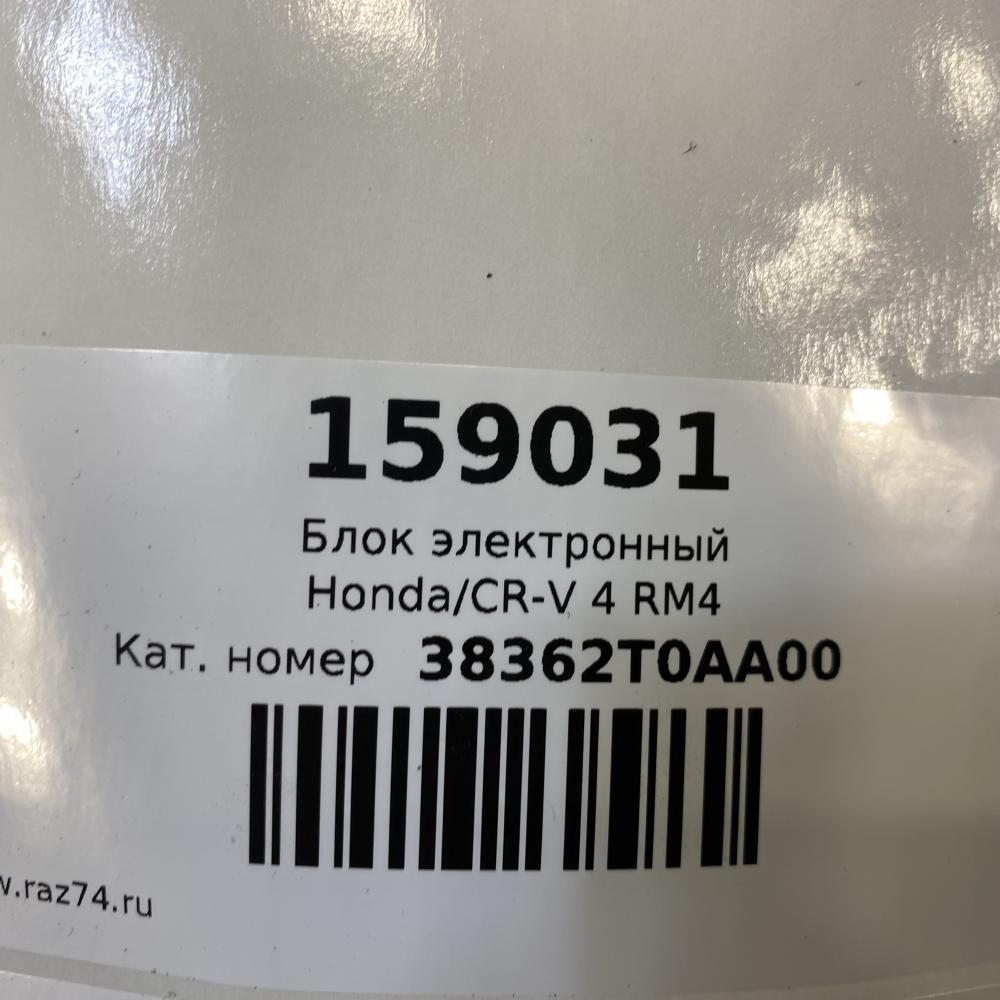 159031
Блок электронный
Honda/CR-V 4 RM4
Кат. номер 38362T0AA00
w.raz74.ru